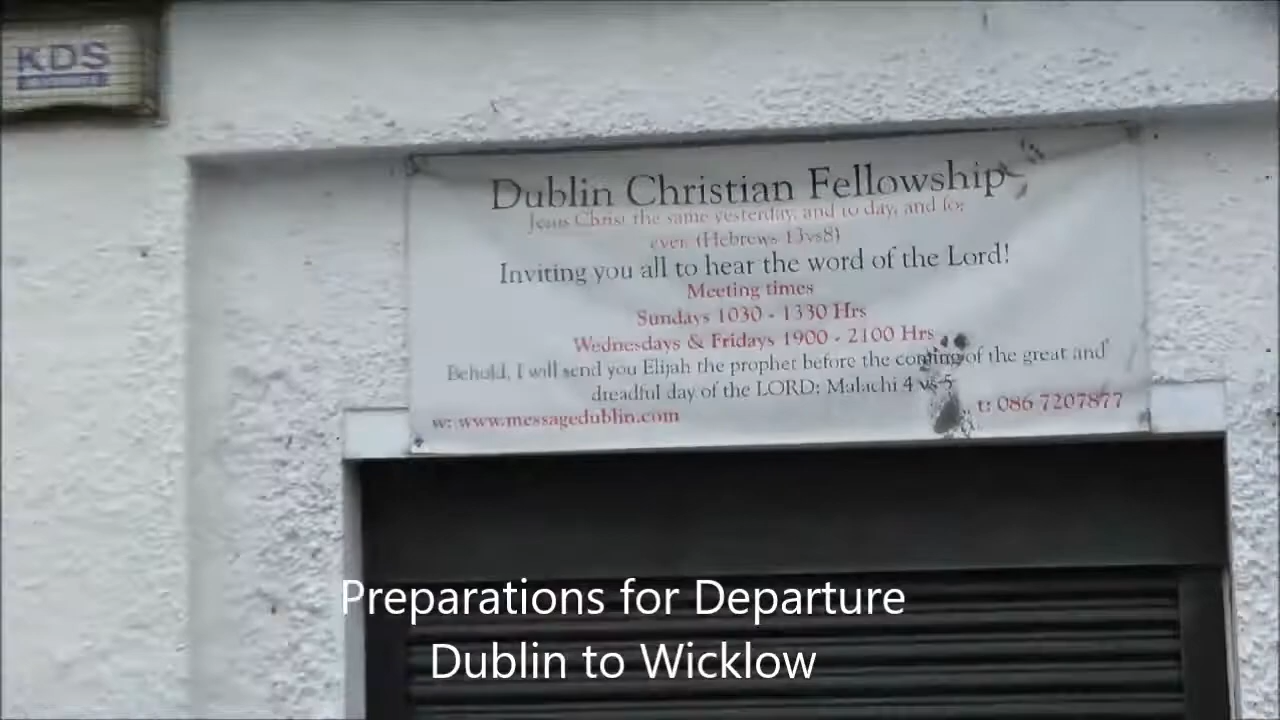 KDS
Dublin Christian Fellowship
Jesus Christ the same yesterday, and to day, and for
ever. (Hebrews 13vs8)
Inviting you all to hear the word of the Lord!
Meeting times
Sundays 1030 - 1330 Hrs
Wednesdays & Fridays 1900 - 2100 Hrs
Behold, I will send you Elijah the prophet before the coming of the great and
dreadful day of the LORD: Malachi 4 vs 5
w: www.messagedublin.com
t: 086 7207877
Preparations for Departure
Dublin to Wicklow